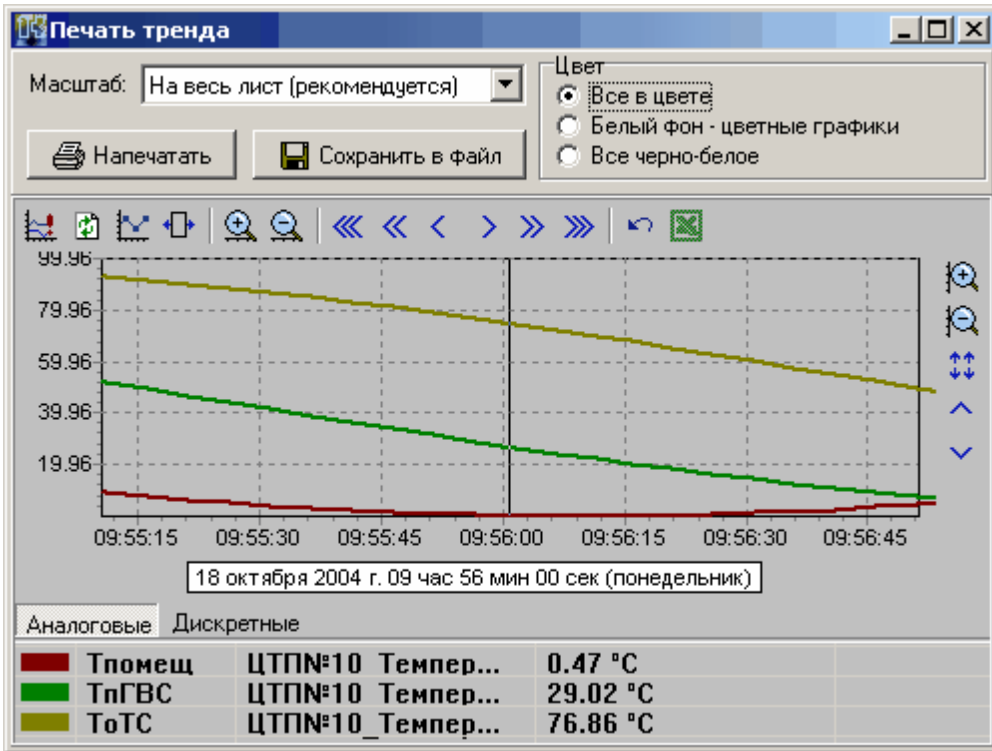 Печать тренда
Масштаб: На весь лист (рекомендуется)
Напечатать Сохранить в файл
Цвет
Все в цвете
Белый фон - цветные графики
Все черно-белое
99.96
79.96
59.96
39.96
19.96
09:55:15 09:55:30 09:55:45 09:56:00 09:56:15 09:56:30 09:56:45
18 октября 2004 г. 09 час 56 мин 00 сек (понедельник)
Аналоговые Дискретные
Тпомещ ЦТП№10_Темпер... 0.47 °C
ТпГВС ЦТП№10_Темпер... 29.02 °C
ТоТС ЦТП№10_Темпер... 76.86 °C